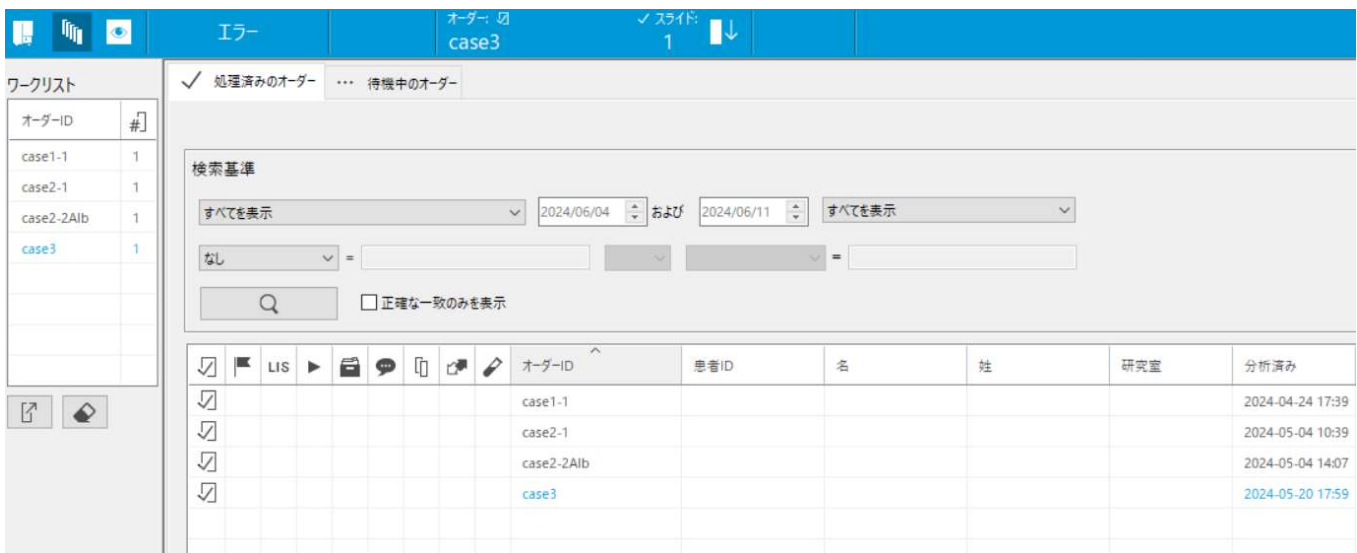 エラー
オーダー:
case3
スライド:
1
ワークリスト
オーダーID #
case1-1 1
case2-1 1
case2-2Alb 1
case3 1
処理済みのオーダー
… 待機中のオーダー
検索基準
すべてを表示 2024/06/04 および 2024/06/11 すべてを表示
なし = =
正確な一致のみを表示
LIS オーダーID 患者ID 名 姓 研究室 分析済み
case1-1 2024-04-24 17:39
case2-1 2024-05-04 10:39
case2-2Alb 2024-05-04 14:07
case3 2024-05-20 17:59